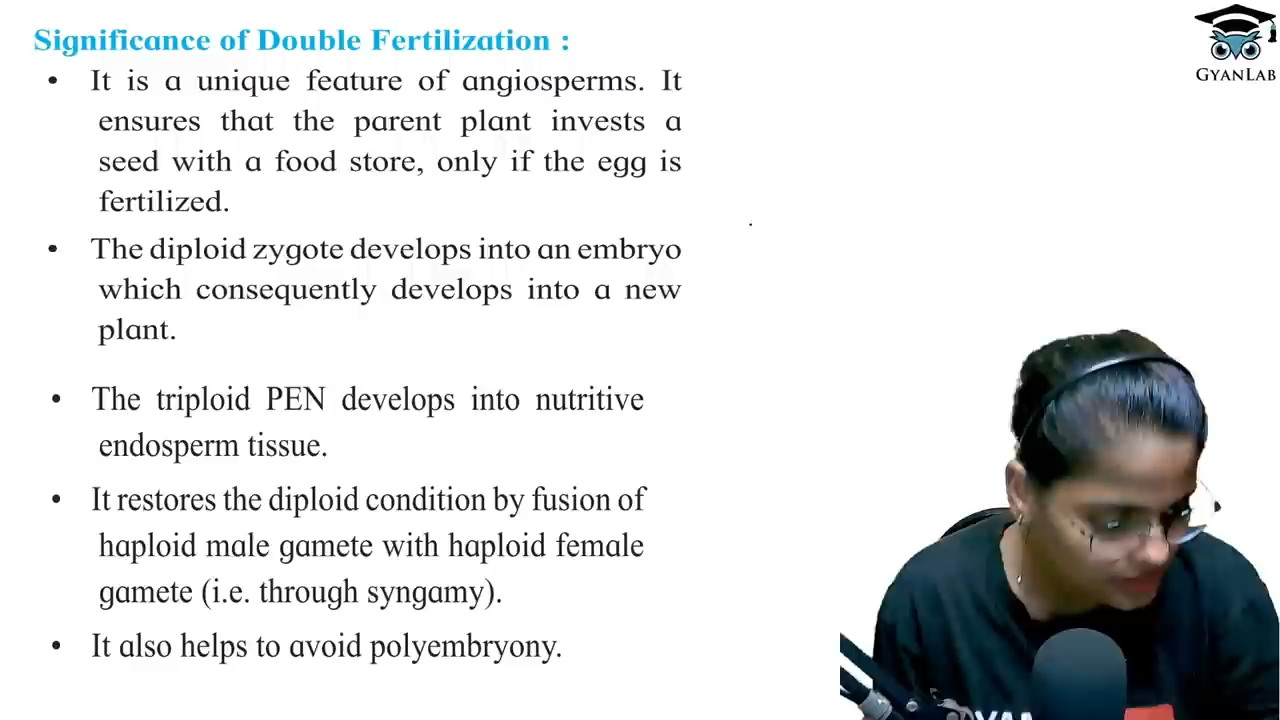 Significance of Double Fertilization :
• It is a unique feature of angiosperms. It
ensures that the parent plant invests a
seed with a food store, only if the egg is
fertilized.
• The diploid zygote develops into an embryo
which consequently develops into a new
plant.
• The triploid PEN develops into nutritive
endosperm tissue.
• It restores the diploid condition by fusion of
haploid male gamete with haploid female
gamete (i.e. through syngamy).
• It also helps to avoid polyembryony.
GYANLAB